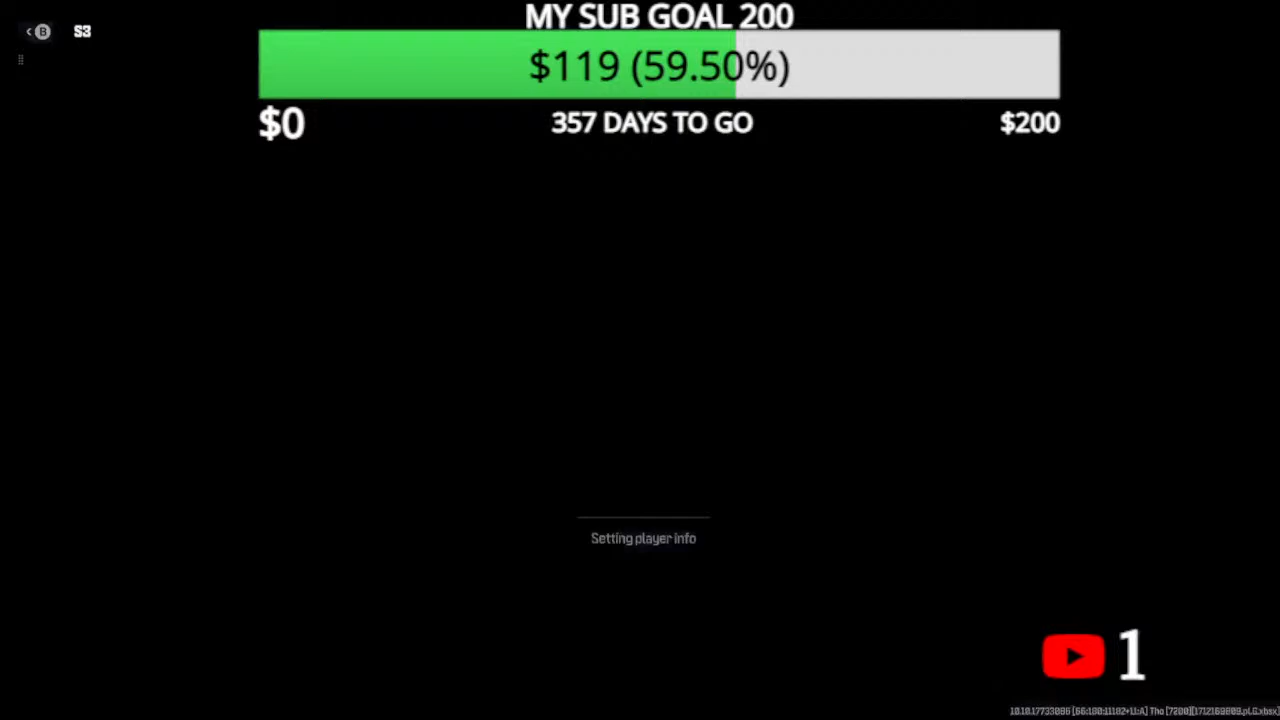 MY SUB GOAL 200
B S3
$119 (59.50%)
$0 357 DAYS TO GO $200
Setting player info
1